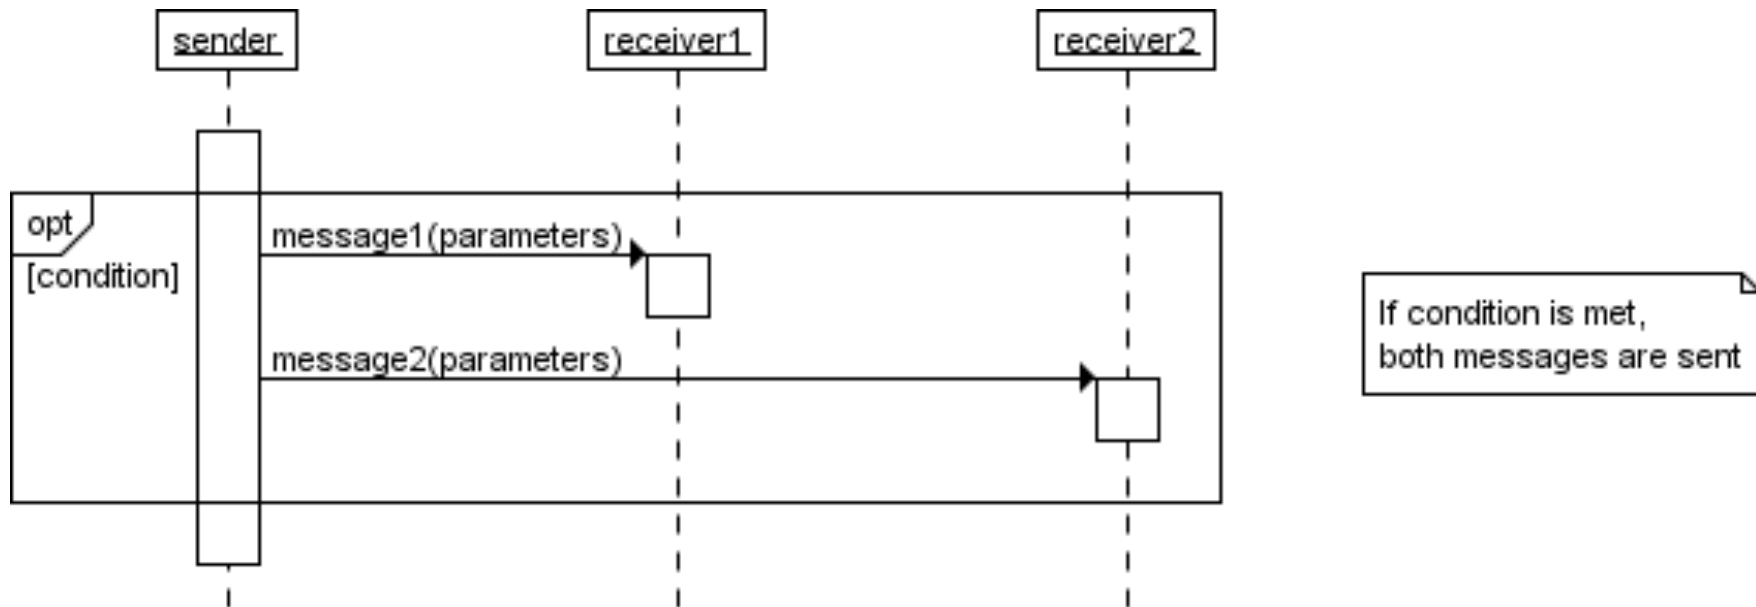 sender
receiver1
receiver2
opt
[condition]
message1(parameters)
message2(parameters)
If condition is met,
both messages are sent